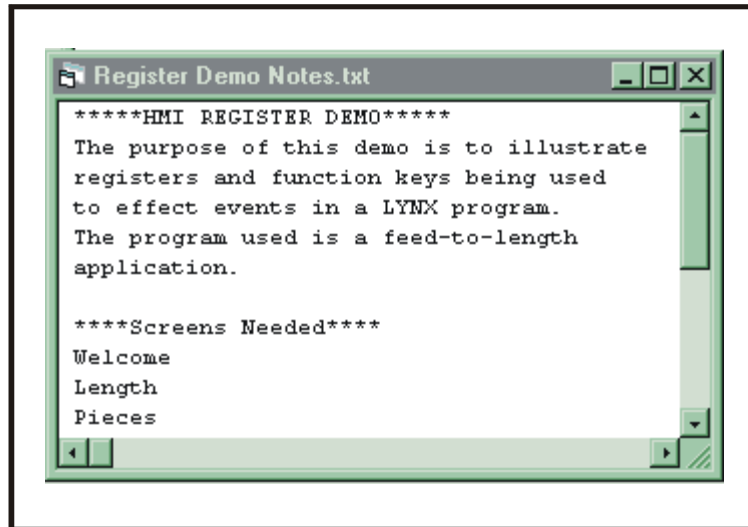 Register Demo Notes.txt
*****HMI REGISTER DEMO*****
The purpose of this demo is to illustrate
registers and function keys being used
to effect events in a LYNX program.
The program used is a feed-to-length
application.
****Screens Needed****
Welcome
Length
Pieces